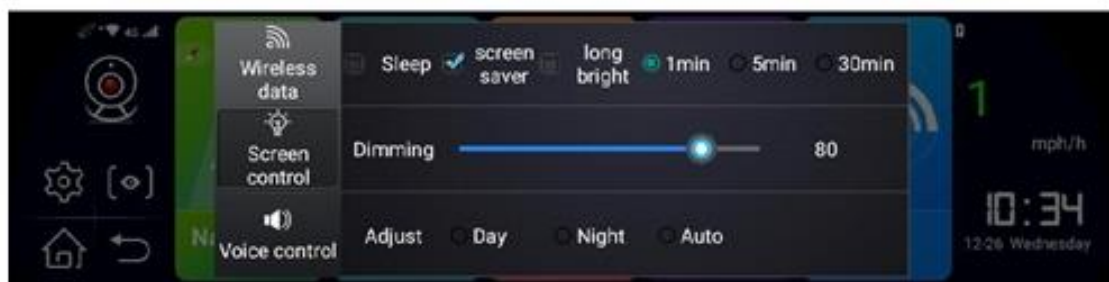 4G
Wireless
data
Sleep
screen
saver
long
bright
1min
5min
30min
Screen
control
Dimming
80
Voice control
Adjust
Day
Night
Auto
1
mph/h
10:34
12-26 Wednesday